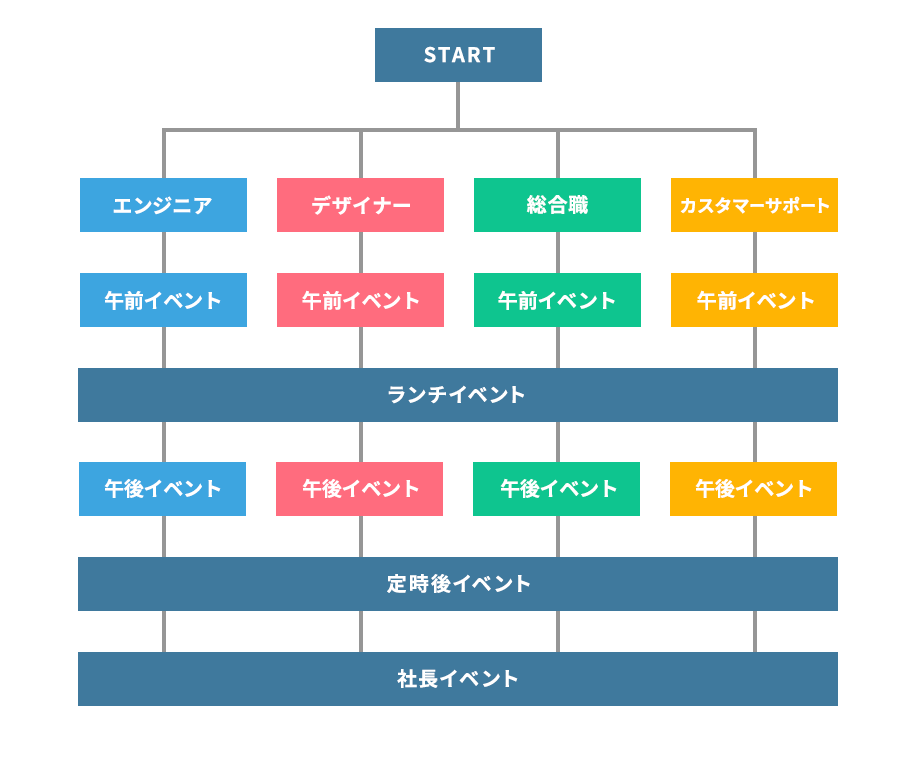 START
エンジニア
デザイナー
総合職
カスタマーサポート
午前イベント
午前イベント
午前イベント
午前イベント
ランチイベント
午後イベント
午後イベント
午後イベント
午後イベント
定時後イベント
社長イベント